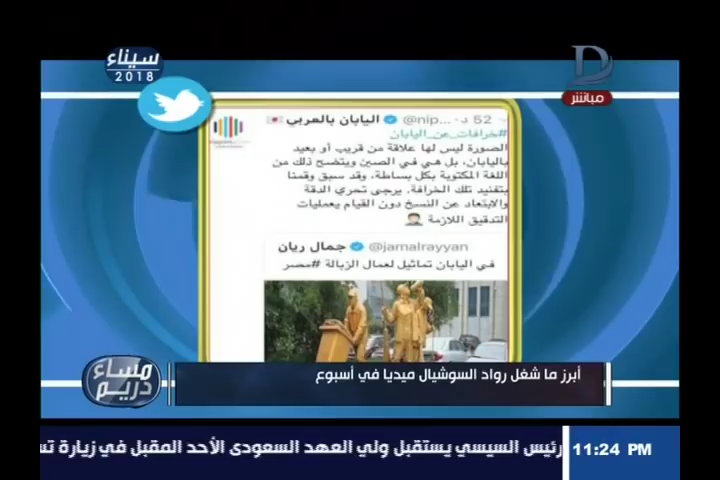 سيناء
2018
D
مباشر
اليابان بالعربي @nip... · 52 د
#خرافات_عن_اليابان
الصورة ليس لها علاقة من قريب أو بعيد
باليابان، بل هي في الصين ويتضح ذلك من
اللغة المكتوبة بكل بساطة، وقد سبق وقمنا
بتفنيد تلك الخرافة. يرجى تحري الدقة
والابتعاد عن النسخ دون القيام بعمليات
التدقيق اللازمة
جمال ريان @jamalrayyan
في اليابان تماثيل لعمال الزبالة #مصر
أبرز ما شغل رواد السوشيال ميديا في أسبوع
مساء
دريم
رئيس السيسي يستقبل ولي العهد السعودى الأحد المقبل في زيارة تس
11:24 PM